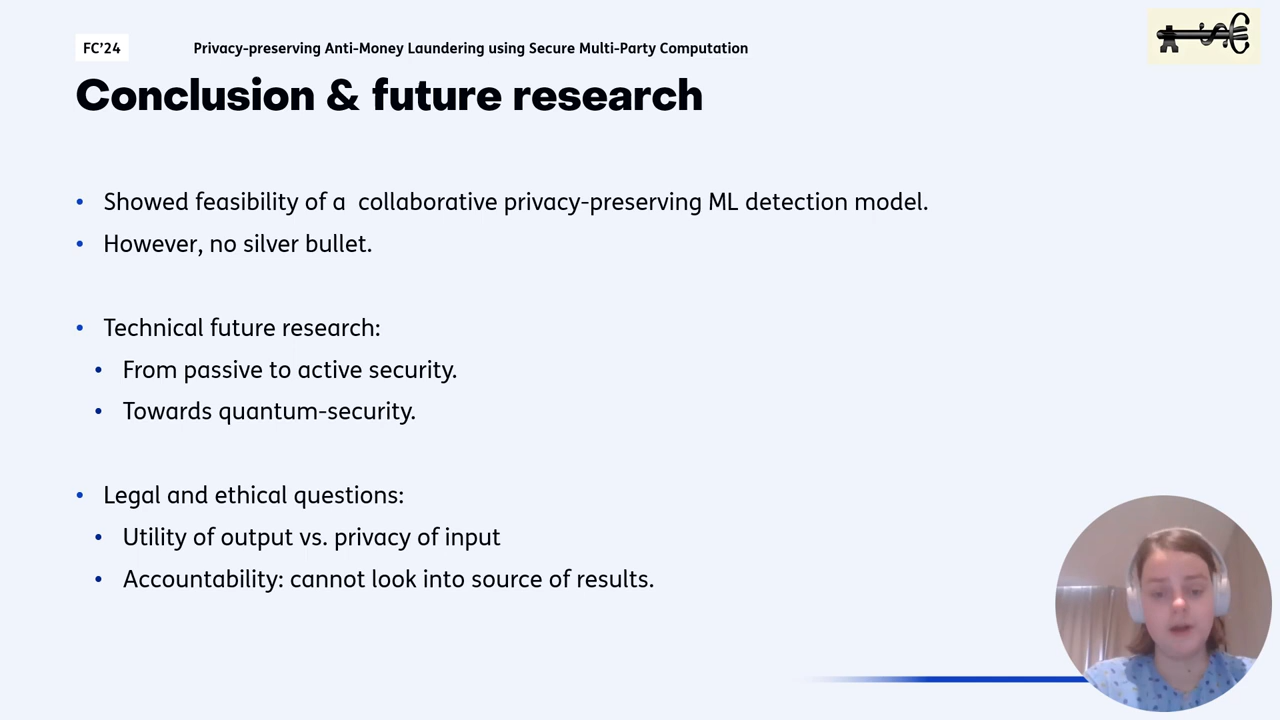 FC’24
Privacy-preserving Anti-Money Laundering using Secure Multi-Party Computation
Conclusion & future research
• Showed feasibility of a  collaborative privacy-preserving ML detection model.
• However, no silver bullet.
• Technical future research:
• From passive to active security.
• Towards quantum-security.
• Legal and ethical questions:
• Utility of output vs. privacy of input
• Accountability: cannot look into source of results.